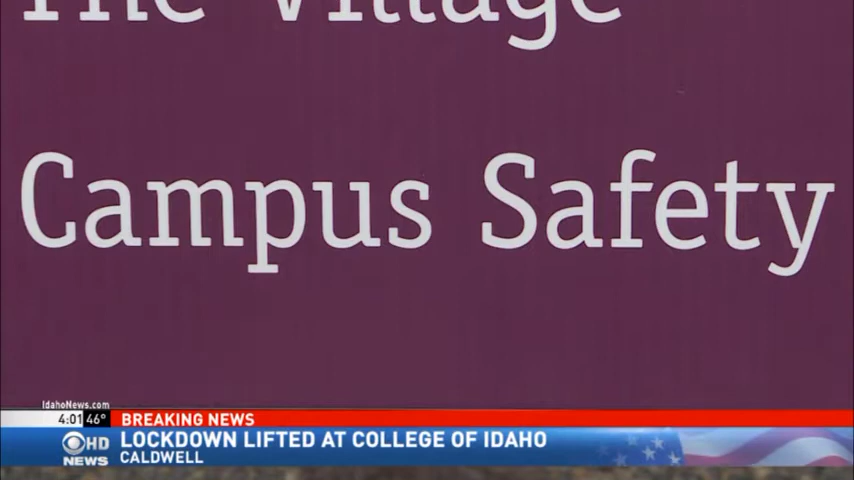 The Village
Campus Safety
IdahoNews.com
4:01 46°
BREAKING NEWS
HD
LOCKDOWN LIFTED AT COLLEGE OF IDAHO
NEWS
CALDWELL